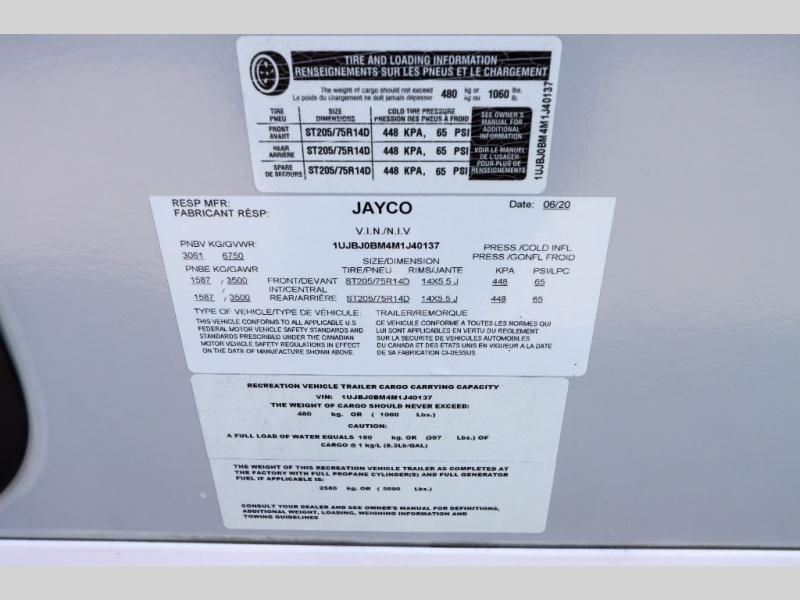 TIRE AND LOADING INFORMATION
RENSEIGNEMENTS SUR LES PNEUS ET LE CHARGEMENT
The weight of cargo should not exceed 480 kg or 1060 lbs.
Le poids du chargement ne doit jamais dépasser kg ou lb.
TIRE SIZE COLD TIRE PRESSURE
PNEU DIMENSIONS PRESSION DES PNEUS À FROID
FRONT
AVANT ST205/75R14D 448 KPA, 65 PSI
REAR
ARRIÈRE ST205/75R14D 448 KPA, 65 PSI
SPARE
DE SECOURS ST205/75R14D 448 KPA, 65 PSI
SEE OWNER'S
MANUAL FOR
ADDITIONAL
INFORMATION
VOIR LE MANUEL
DE L'USAGER
POUR PLUS DE
RENSEIGNEMENTS
1UJBJ0BM4M1J40137
RESP MFR:
FABRICANT RÉSP: JAYCO Date: 06/20
V.I.N./N.I.V
PNBV KG/GVWR: 1UJBJ0BM4M1J40137 PRESS./COLD INFL
3061 6750 SIZE/DIMENSION PRESS /GONFL FROID
PNBE KG/GAWR TIRE/PNEU RIMS/JANTE KPA PSI/LPC
1587 / 3500 FRONT/DEVANT ST205/75R14D 14X5.5 J 448 65
INT/CENTRAL
1587 / 3500 REAR/ARRIÈRE ST205/75R14D 14X5.5 J 448 65
TYPE OF VEHICLE/TYPE DE VÉHICULE: TRAILER/REMORQUE
THIS VEHICLE CONFORMS TO ALL APPLICABLE U.S
FEDERAL MOTOR VEHICLE SAFETY STANDARDS AND
STANDARDS PRESCRIBED UNDER THE CANADIAN
MOTOR VEHICLE SAFETY REGULATIONS IN EFFECT
ON THE DATE OF MANUFACTURE SHOWN ABOVE.
CE VÉHICULE CONFORME A TOUTES LES NORMES QUI
LUI SONT APPLICABLES EN VERTU DU RÈGLEMENT
SUR LA SECURITE DE VÉHICULES AUTOMOBILES
DU CANADA ET DES ETATS UNIS EN VIGUEUR A LA DATE
DE SA FABRICATION CI-DESSUS.
RECREATION VEHICLE TRAILER CARGO CARRYING CAPACITY
VIN: 1UJBJ0BM4M1J40137
THE WEIGHT OF CARGO SHOULD NEVER EXCEED:
480 kg. OR ( 1060 Lbs.)
CAUTION:
A FULL LOAD OF WATER EQUALS 180 kg. OR (397 Lbs.) OF
CARGO @ 1 kg/L (8.3Lb/GAL)
THE WEIGHT OF THIS RECREATION VEHICLE TRAILER AS COMPLETED AT
THE FACTORY WITH FULL PROPANE CYLINDER(S) AND FULL GENERATOR
FUEL IF APPLICABLE IS:
2580 kg. OR ( 5690 Lbs.)
CONSULT YOUR DEALER AND SEE OWNER'S MANUAL FOR DEFINITIONS,
ADDITIONAL WEIGHT, LOADING, WEIGHING INFORMATION AND
TOWING GUIDELINES